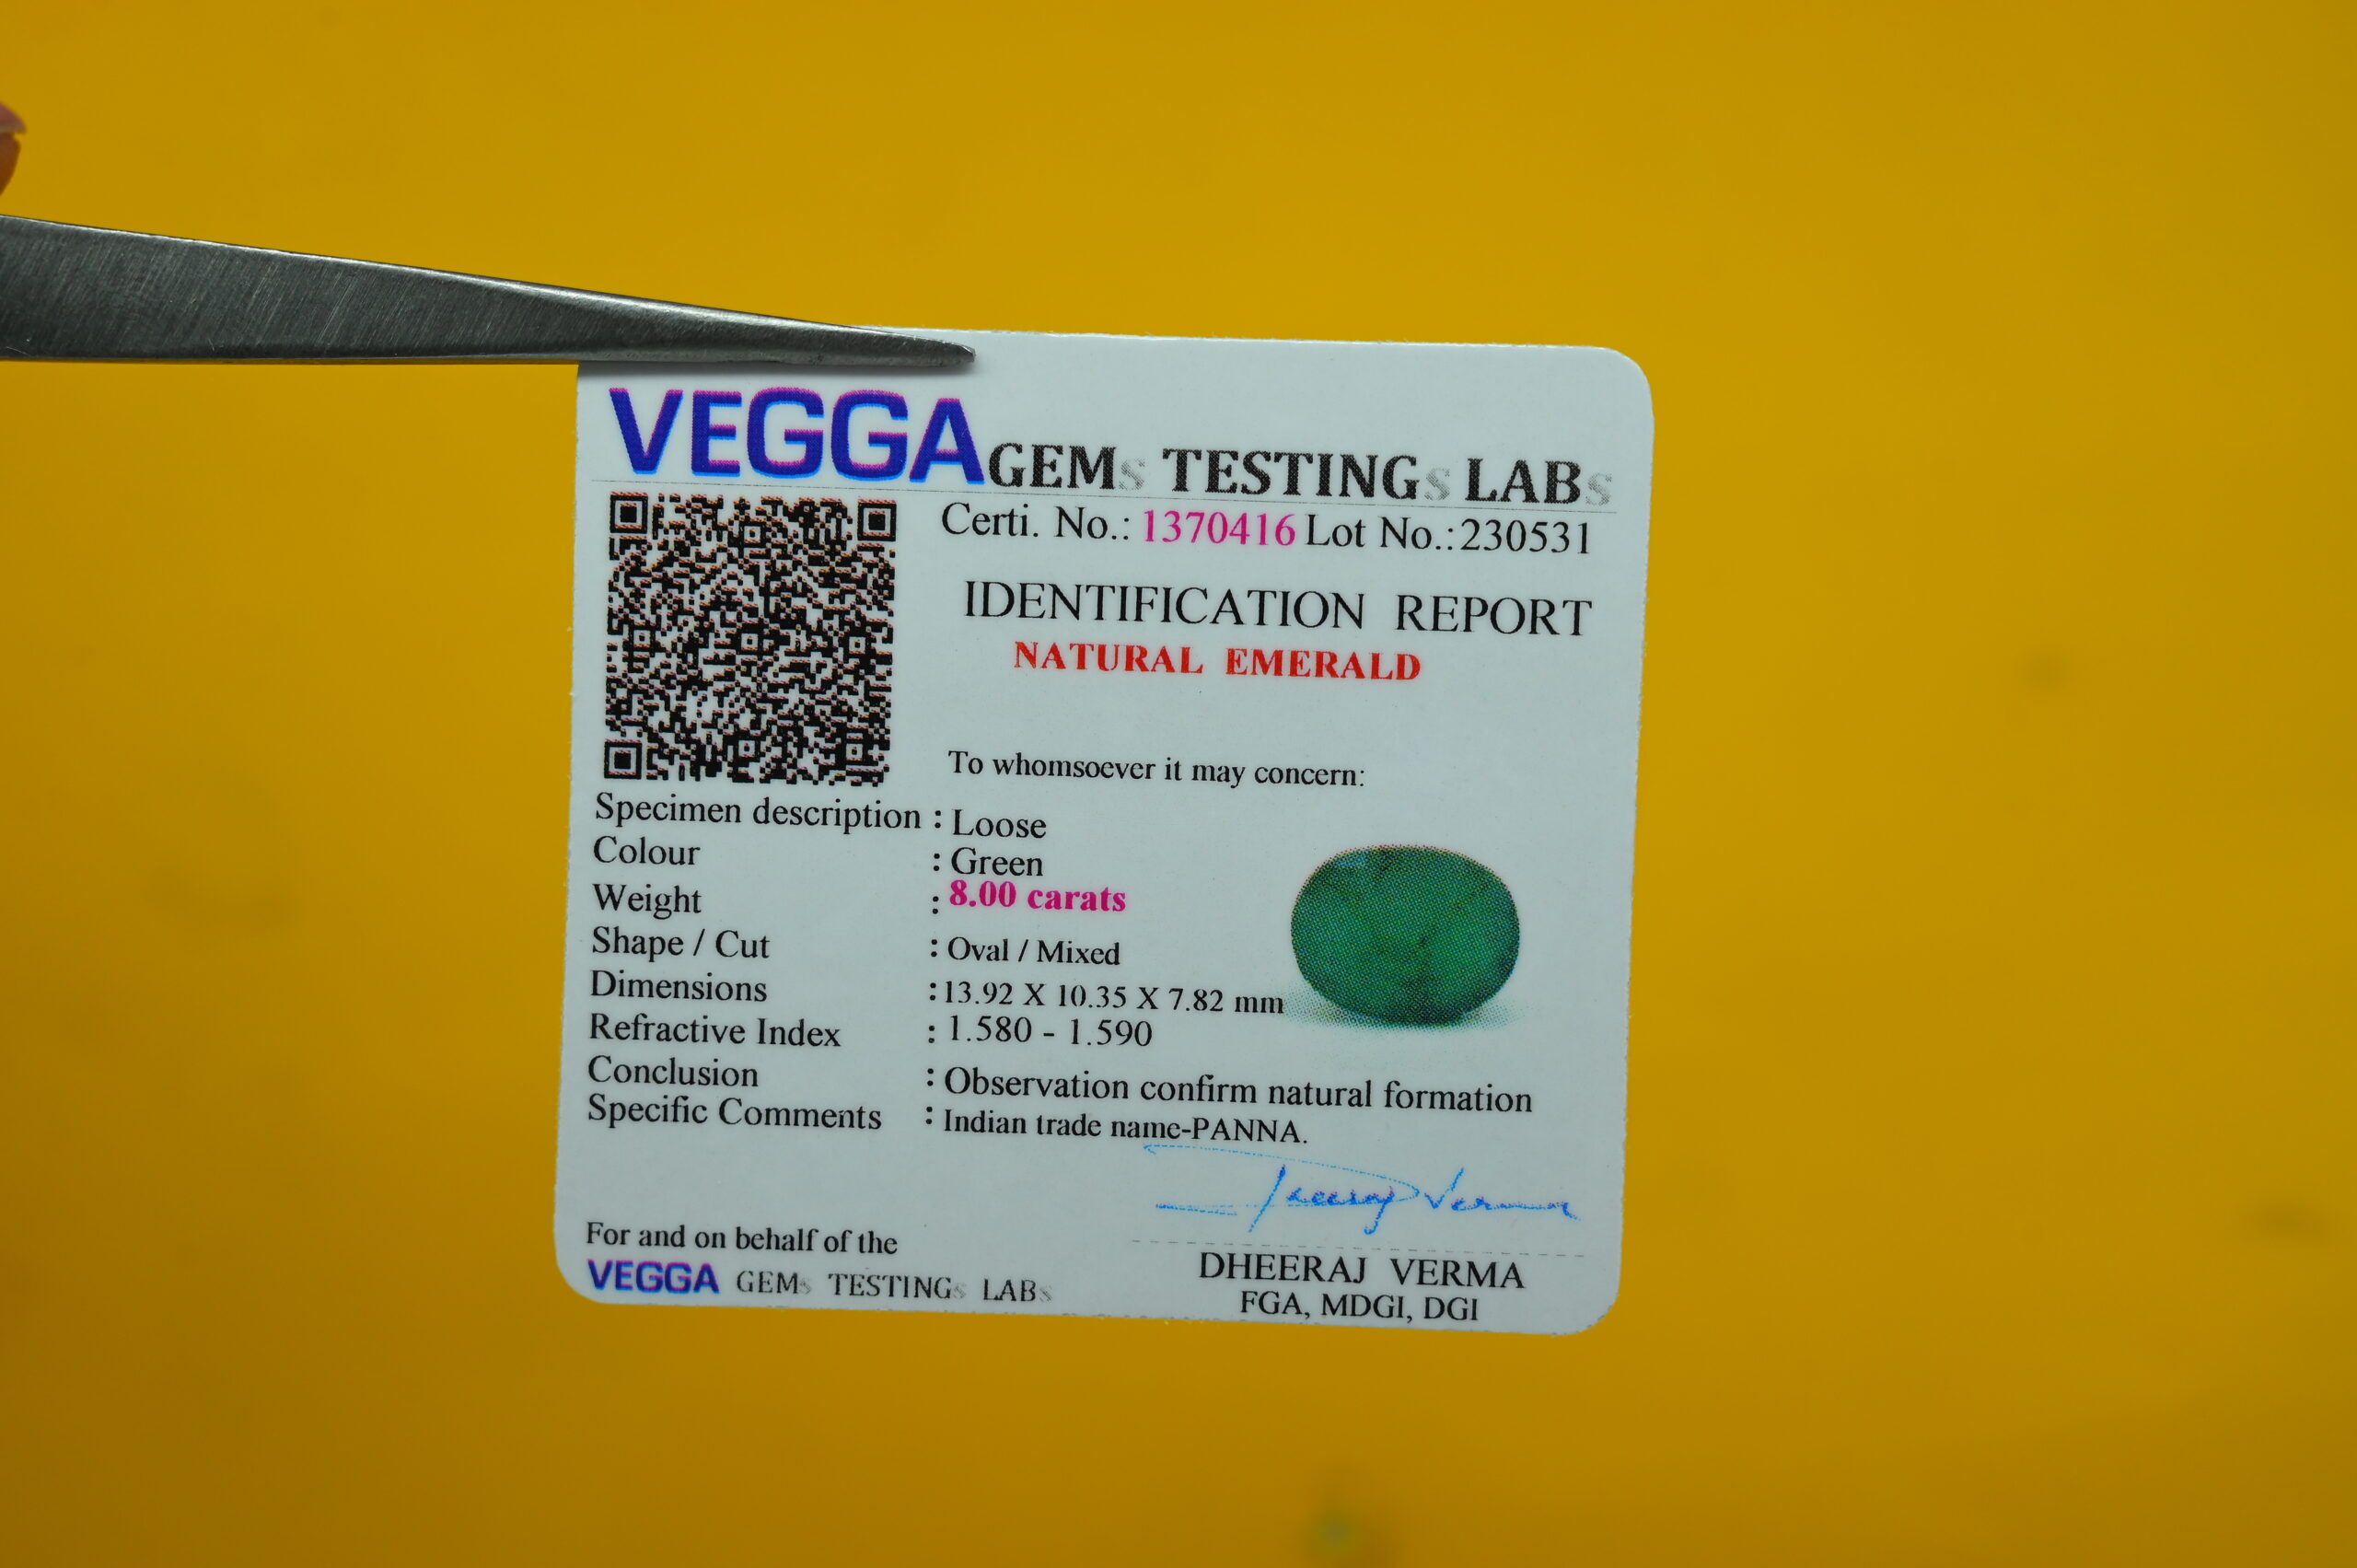 VEGGA GEMs TESTINGs LABs
Certi. No.: 1370416 Lot No.:230531
IDENTIFICATION REPORT
NATURAL EMERALD
To whomsoever it may concern:
Specimen description : Loose
Colour : Green
Weight : 8.00 carats
Shape / Cut : Oval / Mixed
Dimensions :13.92 X 10.35 X 7.82 mm
Refractive Index : 1.580 - 1.590
Conclusion : Observation confirm natural formation
Specific Comments : Indian trade name-PANNA.
Dheeraj Verma
For and on behalf of the
VEGGA GEMs TESTINGs LABs
DHEERAJ VERMA
FGA, MDGI, DGI